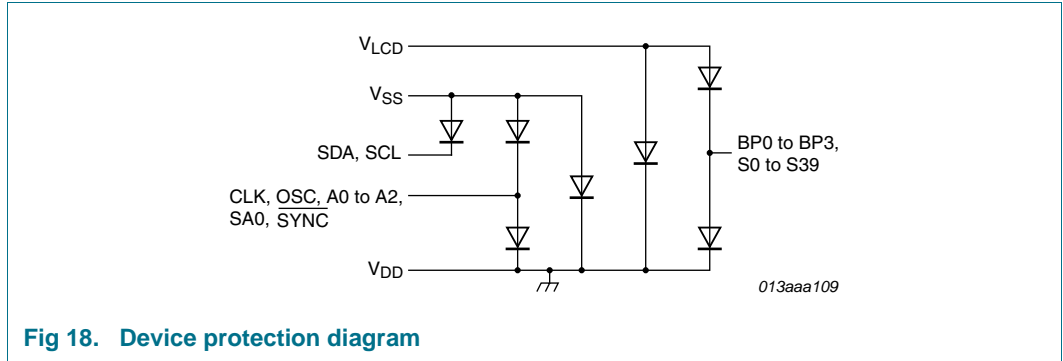 VLCD
VSS
SDA, SCL
BP0 to BP3,
S0 to S39
CLK, OSC, A0 to A2,
SA0, SYNC
VDD
013aaa109
Fig 18. Device protection diagram